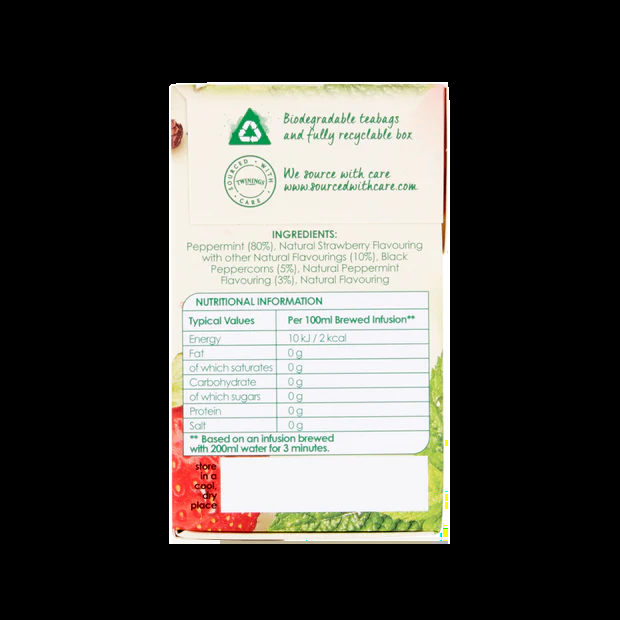 Biodegradable teabags
and fully recyclable box
SOURCED WITH CARE
TWININGS
We source with care
www.sourcedwithcare.com
INGREDIENTS:
Peppermint (80%), Natural Strawberry Flavouring
with other Natural Flavourings (10%), Black
Peppercorns (5%), Natural Peppermint
Flavouring (3%), Natural Flavouring
NUTRITIONAL INFORMATION
Typical Values Per 100ml Brewed Infusion**
Energy 10 kJ / 2 kcal
Fat 0 g
of which saturates 0 g
Carbohydrate 0 g
of which sugars 0 g
Protein 0 g
Salt 0 g
** Based on an infusion brewed
with 200ml water for 3 minutes.
store
in a
cool,
dry
place